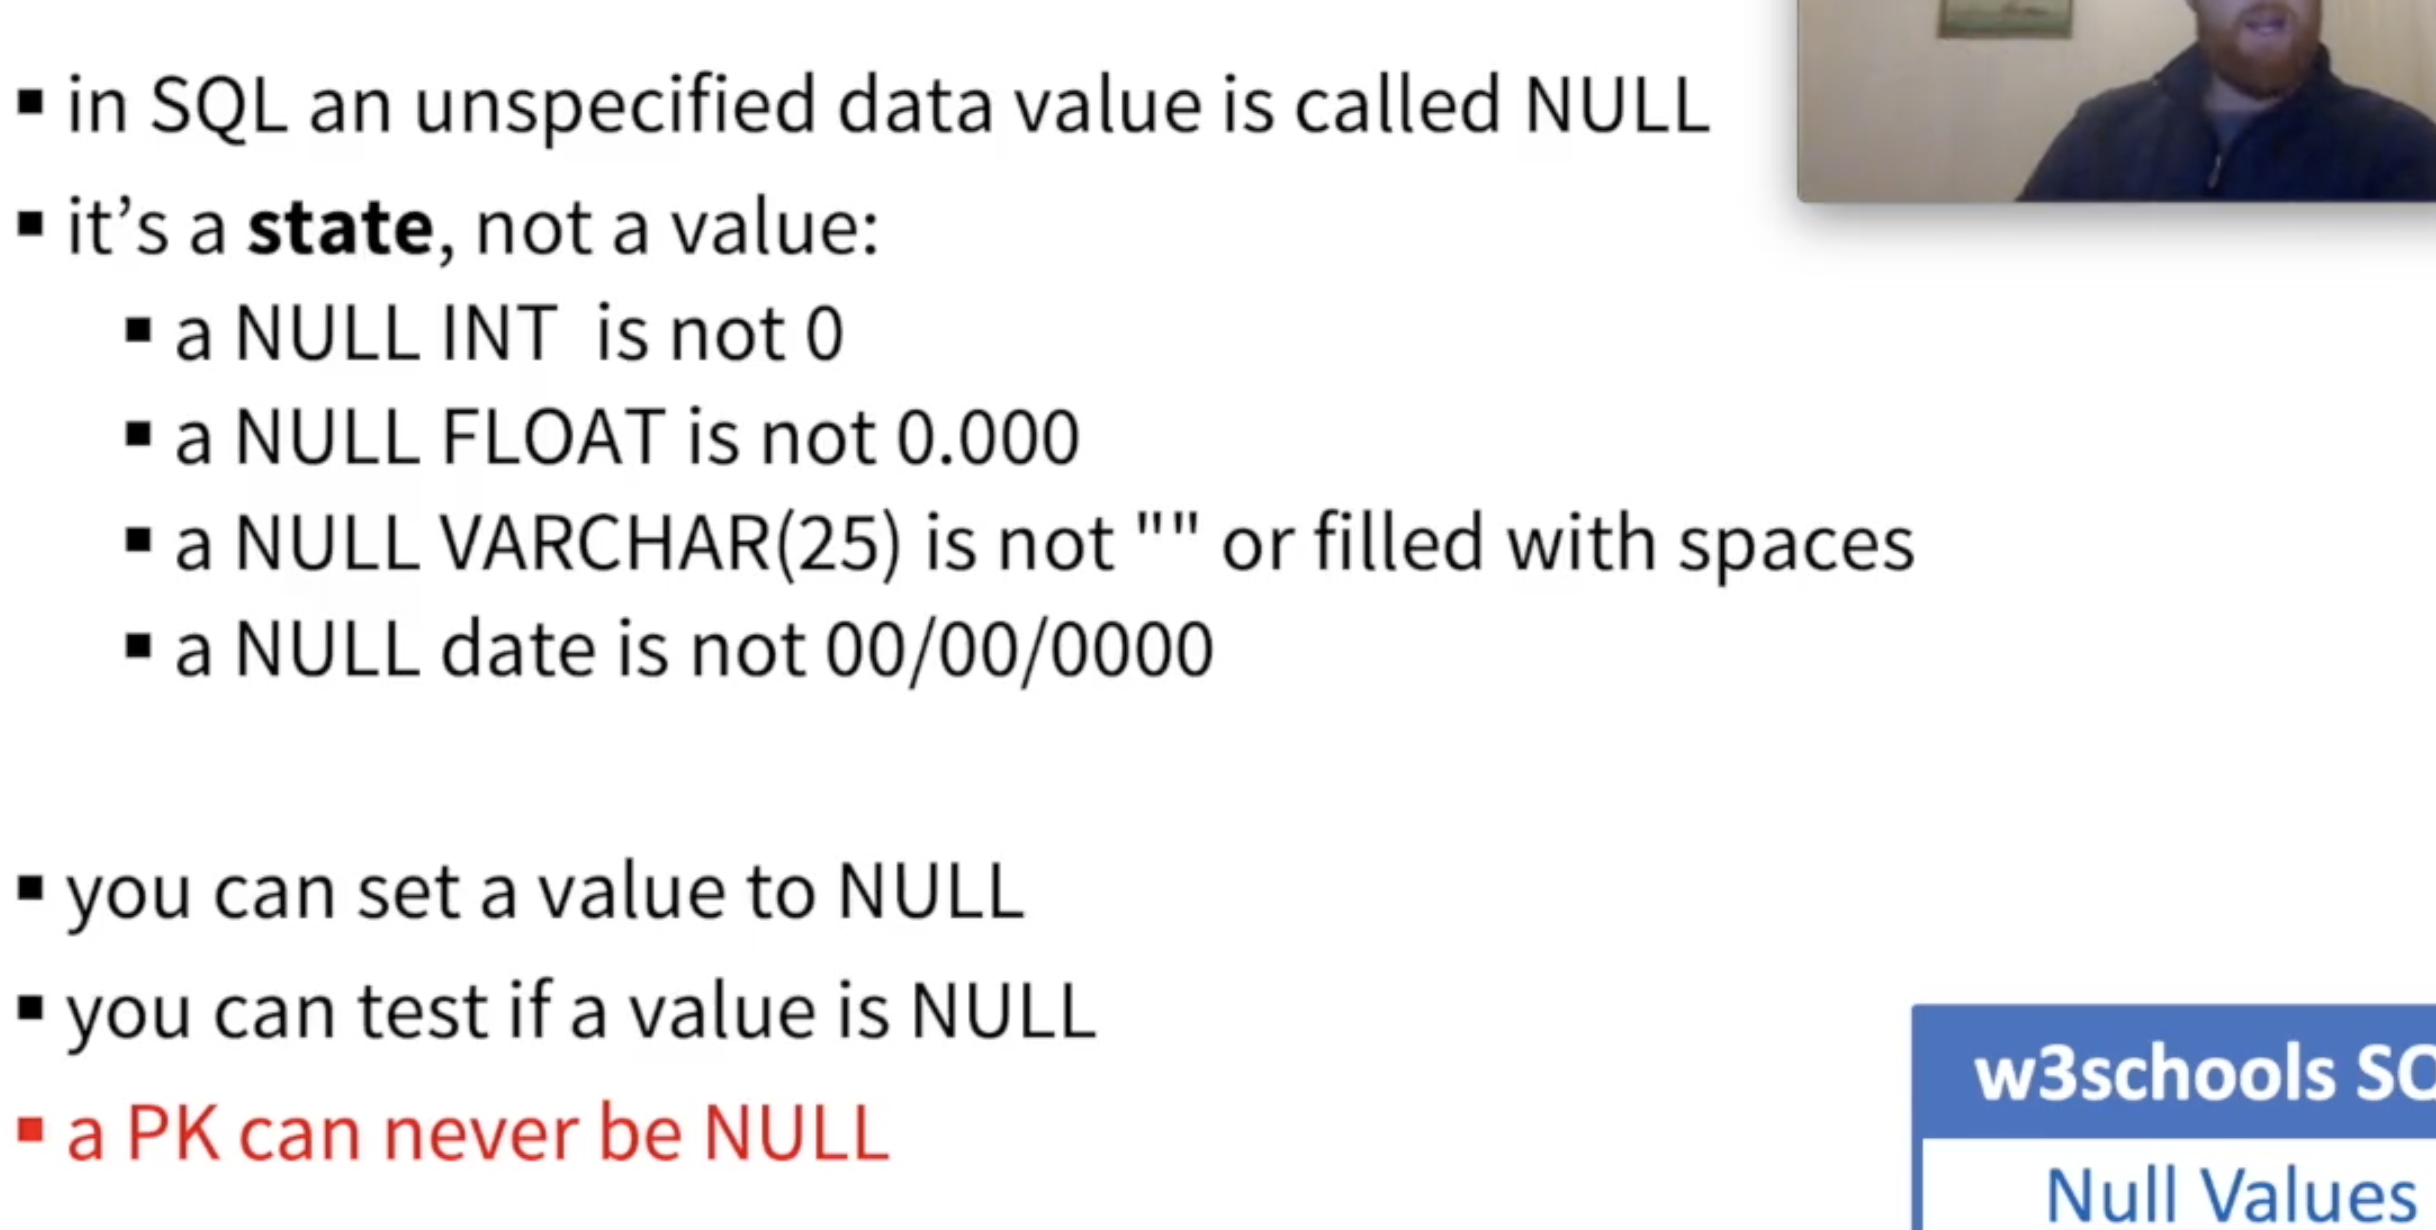 ▪ in SQL an unspecified data value is called NULL
▪ it’s a state, not a value:
▪ a NULL INT  is not 0
▪ a NULL FLOAT is not 0.000
▪ a NULL VARCHAR(25) is not "" or filled with spaces
▪ a NULL date is not 00/00/0000
▪ you can set a value to NULL
▪ you can test if a value is NULL
▪ a PK can never be NULL
w3schools
Null Values